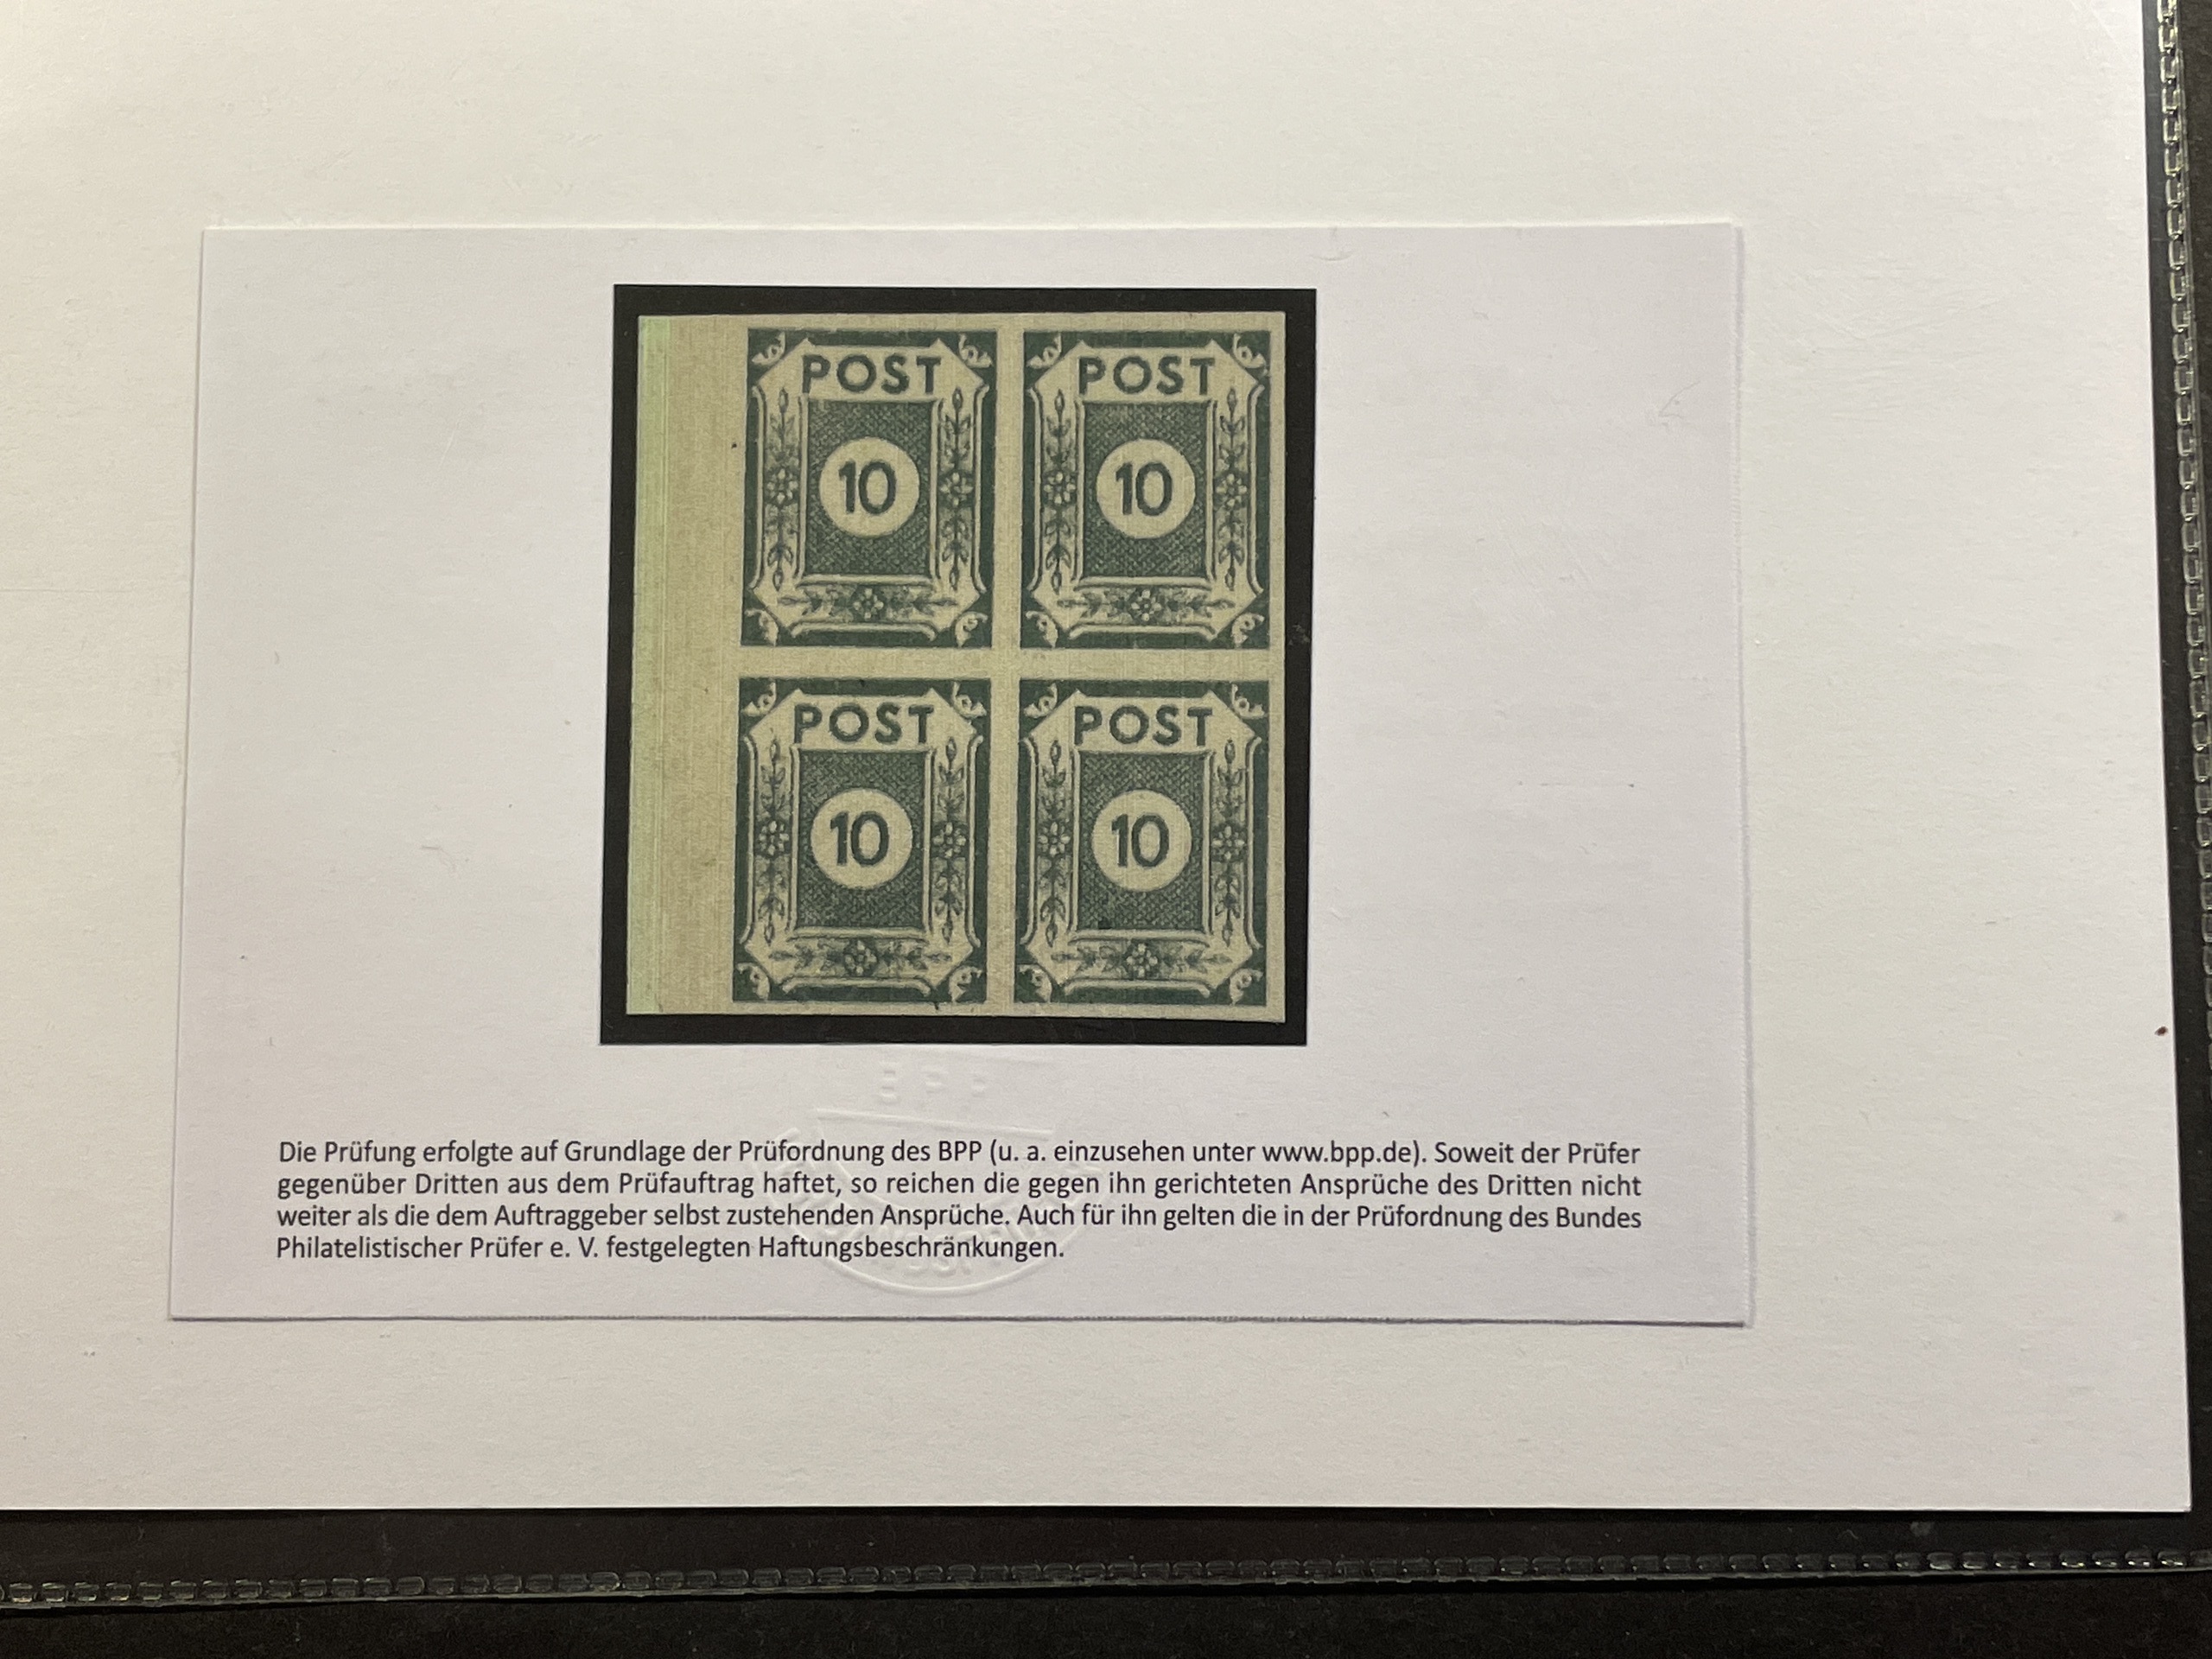 POST POST
10 10
POST POST
10 10
BPP
Die Prüfung erfolgte auf Grundlage der Prüfordnung des BPP (u. a. einzusehen unter www.bpp.de). Soweit der Prüfer
gegenüber Dritten aus dem Prüfauftrag haftet, so reichen die gegen ihn gerichteten Ansprüche des Dritten nicht
weiter als die dem Auftraggeber selbst zustehenden Ansprüche. Auch für ihn gelten die in der Prüfordnung des Bundes
Philatelistischer Prüfer e. V. festgelegten Haftungsbeschränkungen.